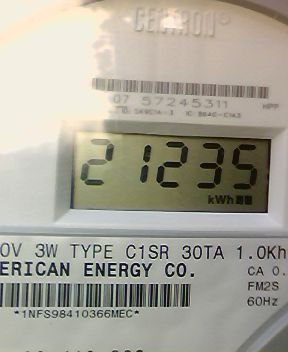 CENTRON®
07 57245311 HPP
21235
kWh
0V 3W TYPE C1SR 30TA 1.0Kh
ERICAN ENERGY CO. CA 0.
FM2S
60Hz
*1NFS98410366MEC*